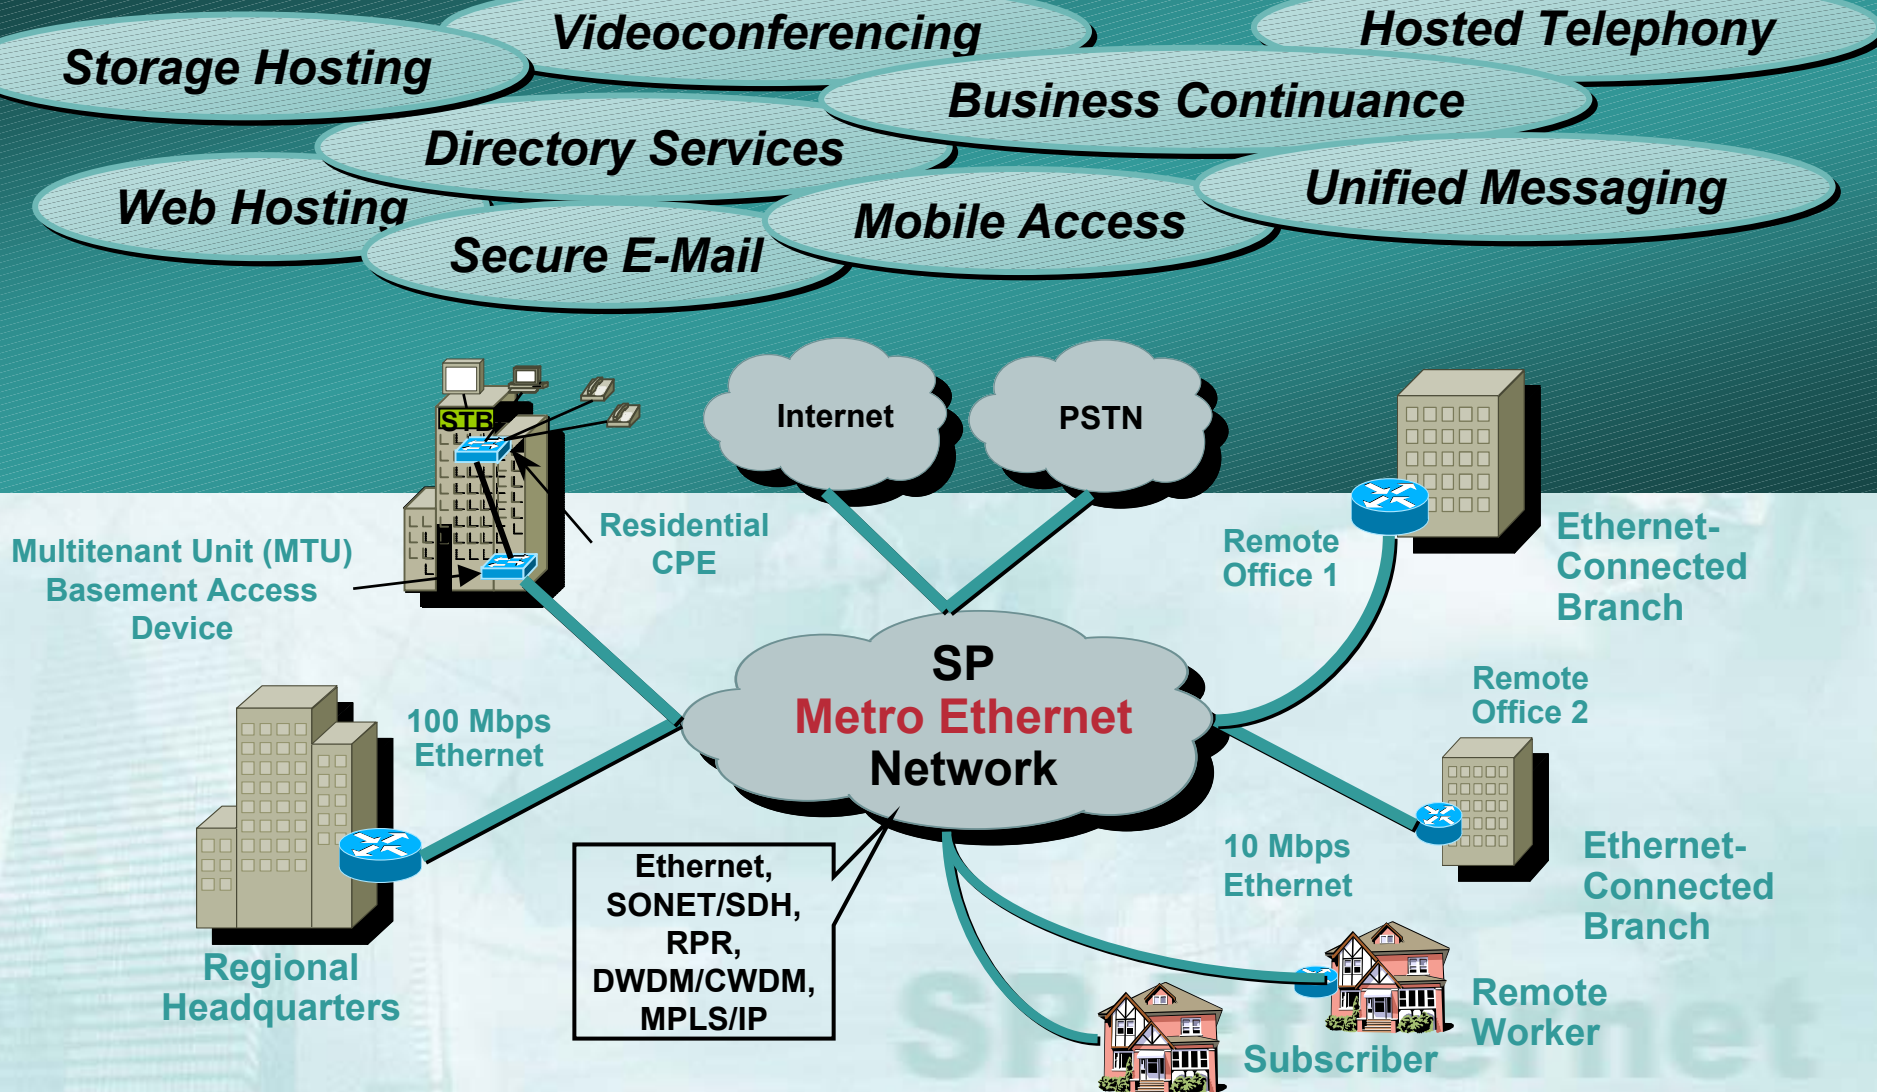 Videoconferencing
Hosted Telephony
Storage Hosting
Business Continuance
Directory Services
Unified Messaging
Web Hosting
Mobile Access
Secure E-Mail
STB
Internet
PSTN
Residential
CPE
Multitenant Unit (MTU)
Basement Access
Device
Remote
Office 1
Ethernet-
Connected
Branch
SP
Metro Ethernet
Network
100 Mbps
Ethernet
Remote
Office 2
10 Mbps
Ethernet
Ethernet-
Connected
Branch
Ethernet,
SONET/SDH,
RPR,
DWDM/CWDM,
MPLS/IP
Regional
Headquarters
Remote
Worker
Subscriber